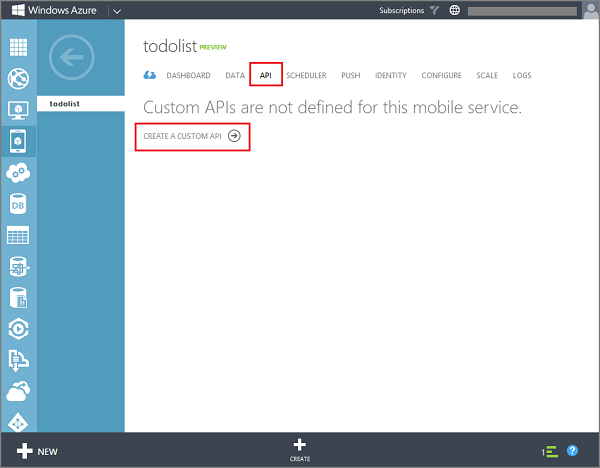 Windows Azure
Subscriptions
todolist PREVIEW
DASHBOARD DATA API SCHEDULER PUSH IDENTITY CONFIGURE SCALE LOGS
todolist
Custom APIs are not defined for this mobile service.
CREATE A CUSTOM API
DB
NEW
CREATE
1
?